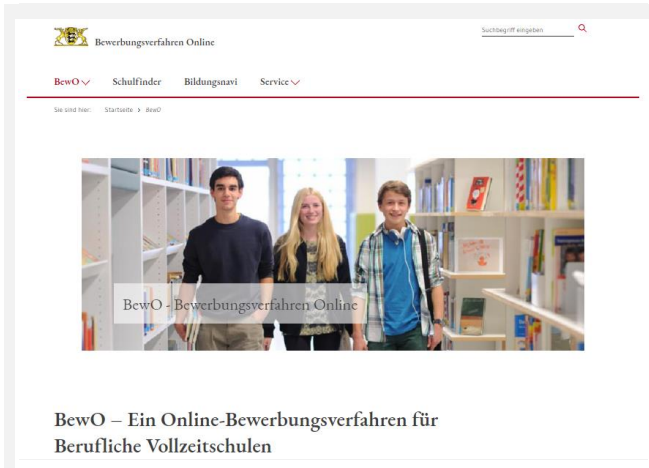 Bewerbungsverfahren Online
Suchbegriff eingeben
BewO Schulfinder Bildungsnavi Service
Sie sind hier: Startseite > BewO
BewO - Bewerbungsverfahren Online
BewO – Ein Online-Bewerbungsverfahren für
Berufliche Vollzeitschulen